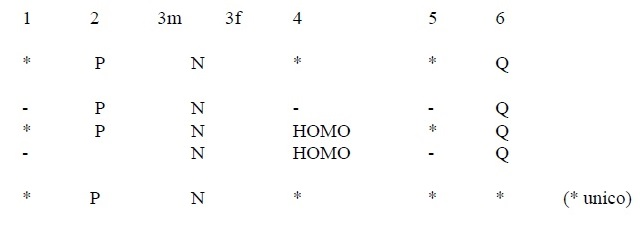 1 2 3m 3f 4 5 6
* P N * * Q
- P N - - Q
* P N HOMO * Q
- N HOMO - Q
* P N * * * (* unico)